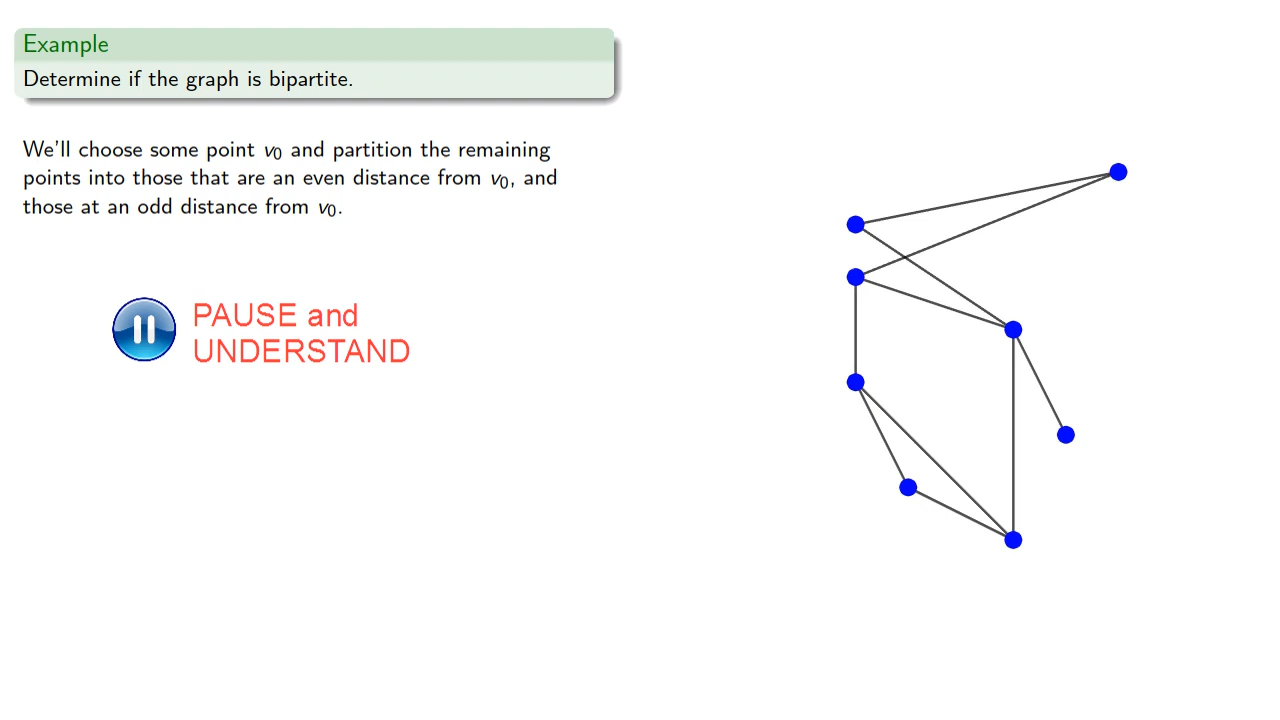 Example
Determine if the graph is bipartite.
We'll choose some point v0 and partition the remaining
points into those that are an even distance from v0, and
those at an odd distance from v0.
PAUSE and
UNDERSTAND